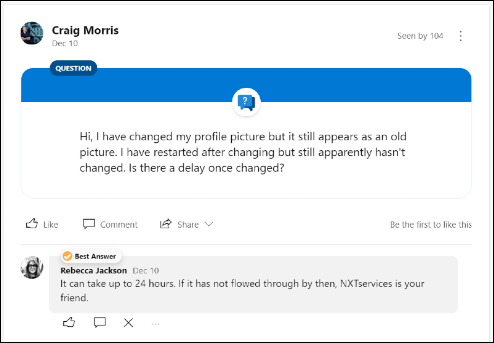 Craig Morris
Dec 10
Seen by 104
QUESTION
Hi, I have changed my profile picture but it still appears as an old
picture. I have restarted after changing but still apparently hasn't
changed. Is there a delay once changed?
Like
Comment
Share
Be the first to like this
Best Answer
Rebecca Jackson Dec 10
It can take up to 24 hours. If it has not flowed through by then, NXTservices is your
friend.